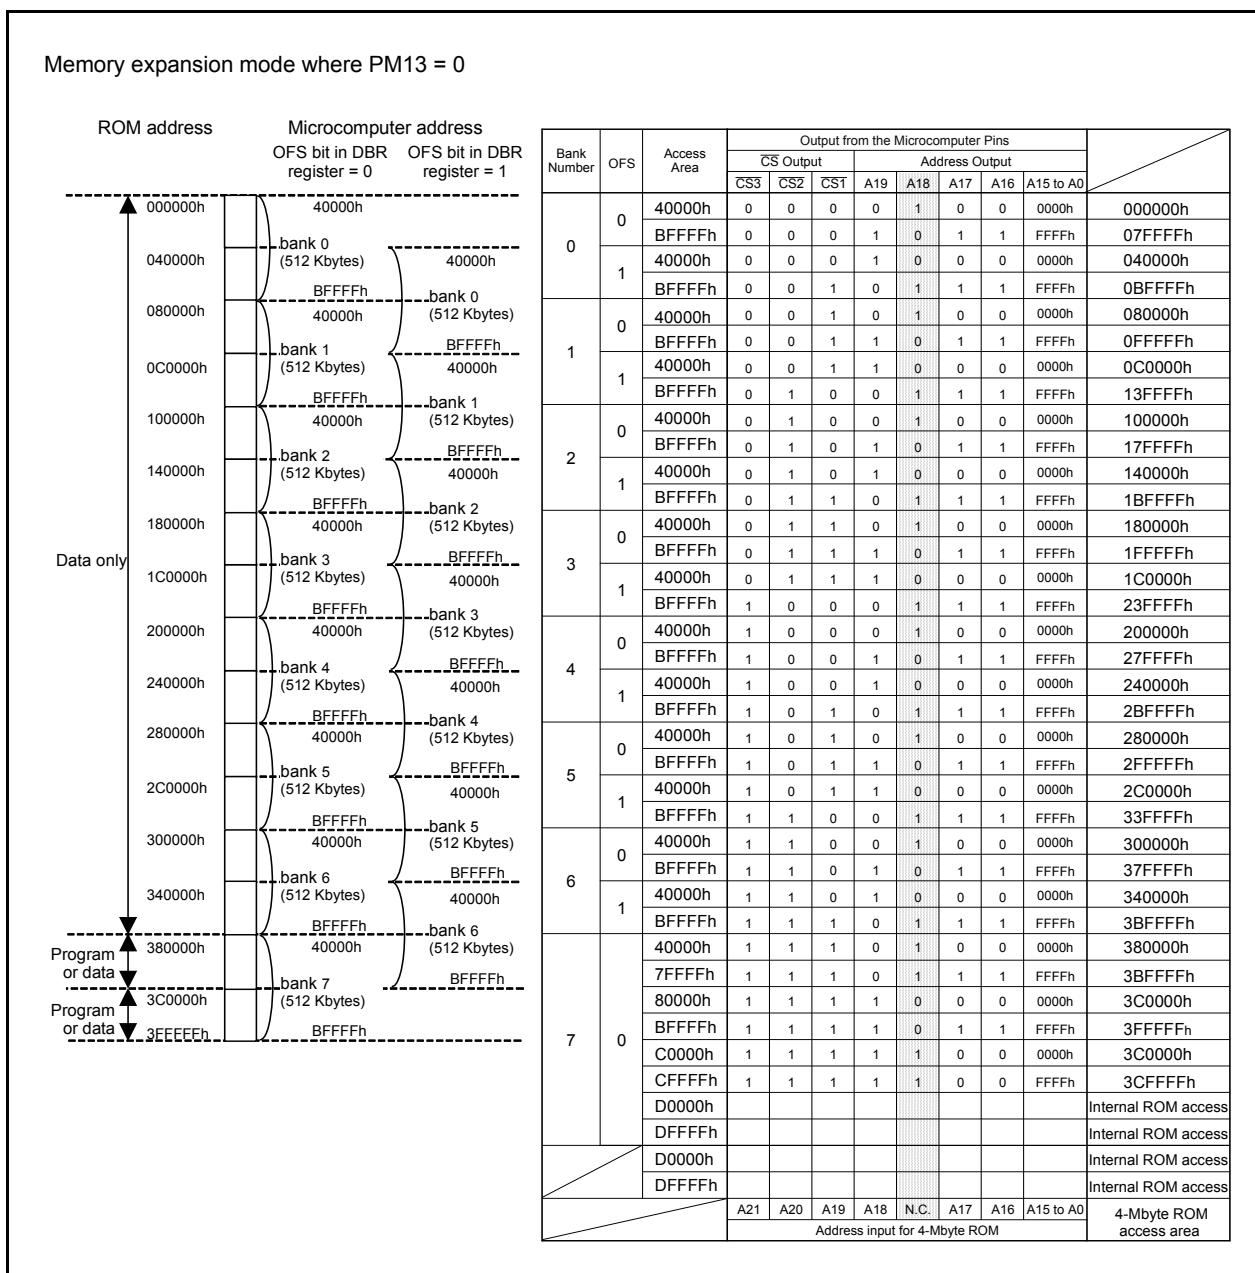 Memory expansion mode where PM13 = 0
ROM address
Microcomputer address
OFS bit in DBR register = 0
OFS bit in DBR register = 1
000000h 40000h
bank 0
040000h (512 Kbytes) 40000h
BFFFFh bank 0
080000h 40000h (512 Kbytes)
bank 1 BFFFFh
0C0000h (512 Kbytes) 40000h
BFFFFh bank 1
100000h 40000h (512 Kbytes)
bank 2 BFFFFh
140000h (512 Kbytes) 40000h
BFFFFh bank 2
180000h 40000h (512 Kbytes)
Data only bank 3 BFFFFh
1C0000h (512 Kbytes) 40000h
BFFFFh bank 3
200000h 40000h (512 Kbytes)
bank 4 BFFFFh
240000h (512 Kbytes) 40000h
BFFFFh bank 4
280000h 40000h (512 Kbytes)
bank 5 BFFFFh
2C0000h (512 Kbytes) 40000h
BFFFFh bank 5
300000h 40000h (512 Kbytes)
bank 6 BFFFFh
340000h (512 Kbytes) 40000h
BFFFFh bank 6
Program or data 380000h 40000h (512 Kbytes)
bank 7 BFFFFh
Program or data 3C0000h (512 Kbytes)
3FFFFFh BFFFFh
Bank Number OFS Access Area Output from the Microcomputer Pins
CS Output Address Output
CS3 CS2 CS1 A19 A18 A17 A16 A15 to A0
0 0 40000h 0 0 0 0 1 0 0 0000h 000000h
BFFFFh 0 0 0 1 0 1 1 FFFFh 07FFFFh
1 40000h 0 0 0 1 0 0 0 0000h 040000h
BFFFFh 0 0 1 0 1 1 1 FFFFh 0BFFFFh
1 0 40000h 0 0 1 0 1 0 0 0000h 080000h
BFFFFh 0 0 1 1 0 1 1 FFFFh 0FFFFFh
1 40000h 0 0 1 1 0 0 0 0000h 0C0000h
BFFFFh 0 1 0 0 1 1 1 FFFFh 13FFFFh
2 0 40000h 0 1 0 0 1 0 0 0000h 100000h
BFFFFh 0 1 0 1 0 1 1 FFFFh 17FFFFh
1 40000h 0 1 0 1 0 0 0 0000h 140000h
BFFFFh 0 1 1 0 1 1 1 FFFFh 1BFFFFh
3 0 40000h 0 1 1 0 1 0 0 0000h 180000h
BFFFFh 0 1 1 1 0 1 1 FFFFh 1FFFFFh
1 40000h 0 1 1 1 0 0 0 0000h 1C0000h
BFFFFh 1 0 0 0 1 1 1 FFFFh 23FFFFh
4 0 40000h 1 0 0 0 1 0 0 0000h 200000h
BFFFFh 1 0 0 1 0 1 1 FFFFh 27FFFFh
1 40000h 1 0 0 1 0 0 0 0000h 240000h
BFFFFh 1 0 1 0 1 1 1 FFFFh 2BFFFFh
5 0 40000h 1 0 1 0 1 0 0 0000h 280000h
BFFFFh 1 0 1 1 0 1 1 FFFFh 2FFFFFh
1 40000h 1 0 1 1 0 0 0 0000h 2C0000h
BFFFFh 1 1 0 0 1 1 1 FFFFh 33FFFFh
6 0 40000h 1 1 0 0 1 0 0 0000h 300000h
BFFFFh 1 1 0 1 0 1 1 FFFFh 37FFFFh
1 40000h 1 1 0 1 0 0 0 0000h 340000h
BFFFFh 1 1 1 0 1 1 1 FFFFh 3BFFFFh
7 0 40000h 1 1 1 0 1 0 0 0000h 380000h
7FFFFh 1 1 1 0 1 1 1 FFFFh 3BFFFFh
80000h 1 1 1 1 0 0 0 0000h 3C0000h
BFFFFh 1 1 1 1 0 1 1 FFFFh 3FFFFFh
C0000h 1 1 1 1 1 0 0 0000h 3C0000h
CFFFFh 1 1 1 1 1 0 0 FFFFh 3CFFFFh
D0000h Internal ROM access
DFFFFh Internal ROM access
D0000h Internal ROM access
DFFFFh Internal ROM access
A21 A20 A19 A18 N.C. A17 A16 A15 to A0 4-Mbyte ROM access area
Address input for 4-Mbyte ROM